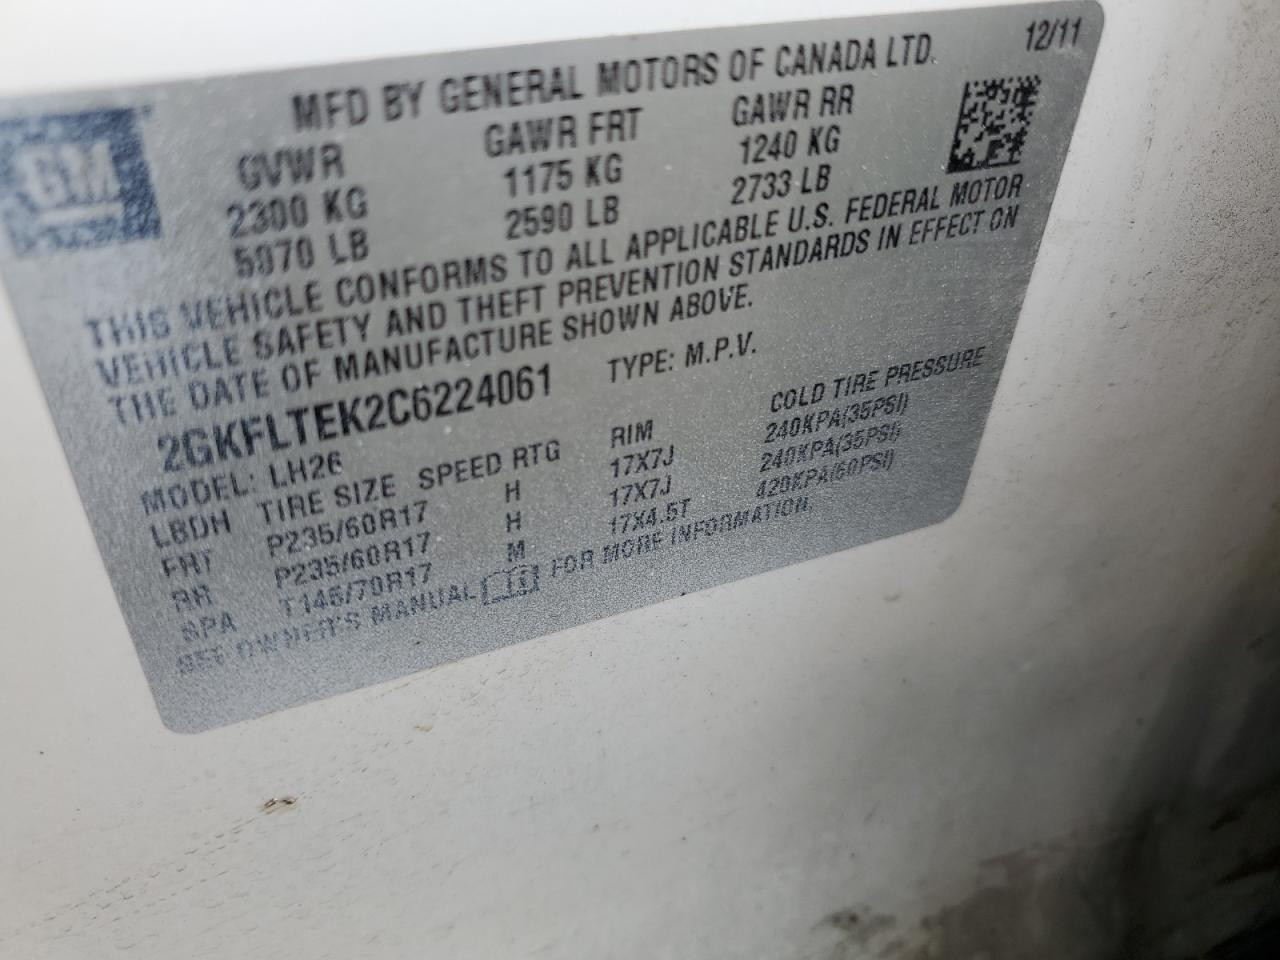 MFD BY GENERAL MOTORS OF CANADA LTD. 12/11
GM
GVWR GAWR FRT GAWR RR
2300 KG 1175 KG 1240 KG
5070 LB 2590 LB 2733 LB
THIS VEHICLE CONFORMS TO ALL APPLICABLE U.S. FEDERAL MOTOR
VEHICLE SAFETY AND THEFT PREVENTION STANDARDS IN EFFECT ON
THE DATE OF MANUFACTURE SHOWN ABOVE.
2GKFLTEK2C6224061 TYPE: M.P.V.
MODEL: LH26
LBDH TIRE SIZE SPEED RTG RIM COLD TIRE PRESSURE
FRT P235/60R17 H 17X7J 240KPA(35PSI)
RR P235/60R17 H 17X7J 240KPA(35PSI)
SPA T145/70R17 M 17X4.5T 420KPA(60PSI)
SEE OWNER'S MANUAL FOR MORE INFORMATION.